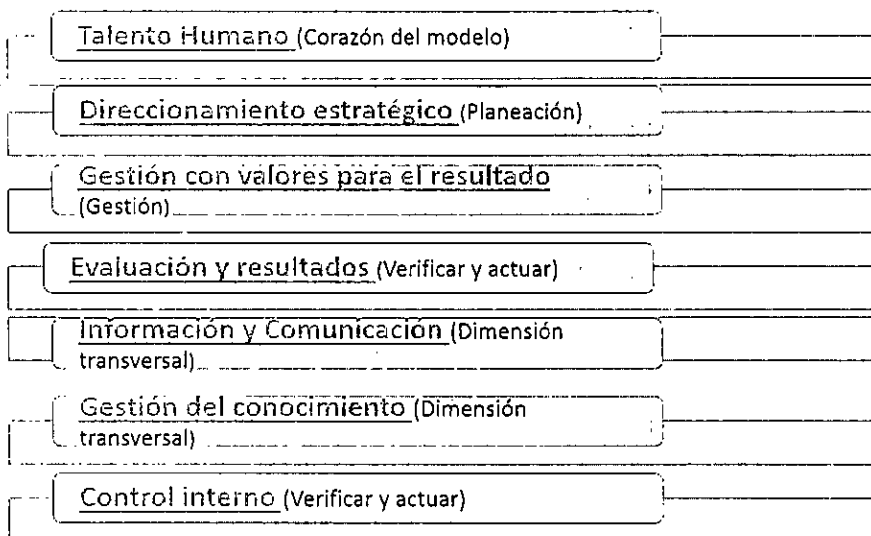 Talento Humano (Corazón del modelo)
Direccionamiento estratégico (Planeación)
Gestión con valores para el resultado
(Gestión)
Evaluación y resultados (Verificar y actuar)
Información y Comunicación (Dimensión
transversal)
Gestión del conocimiento (Dimensión
transversal)
Control interno (Verificar y actuar)